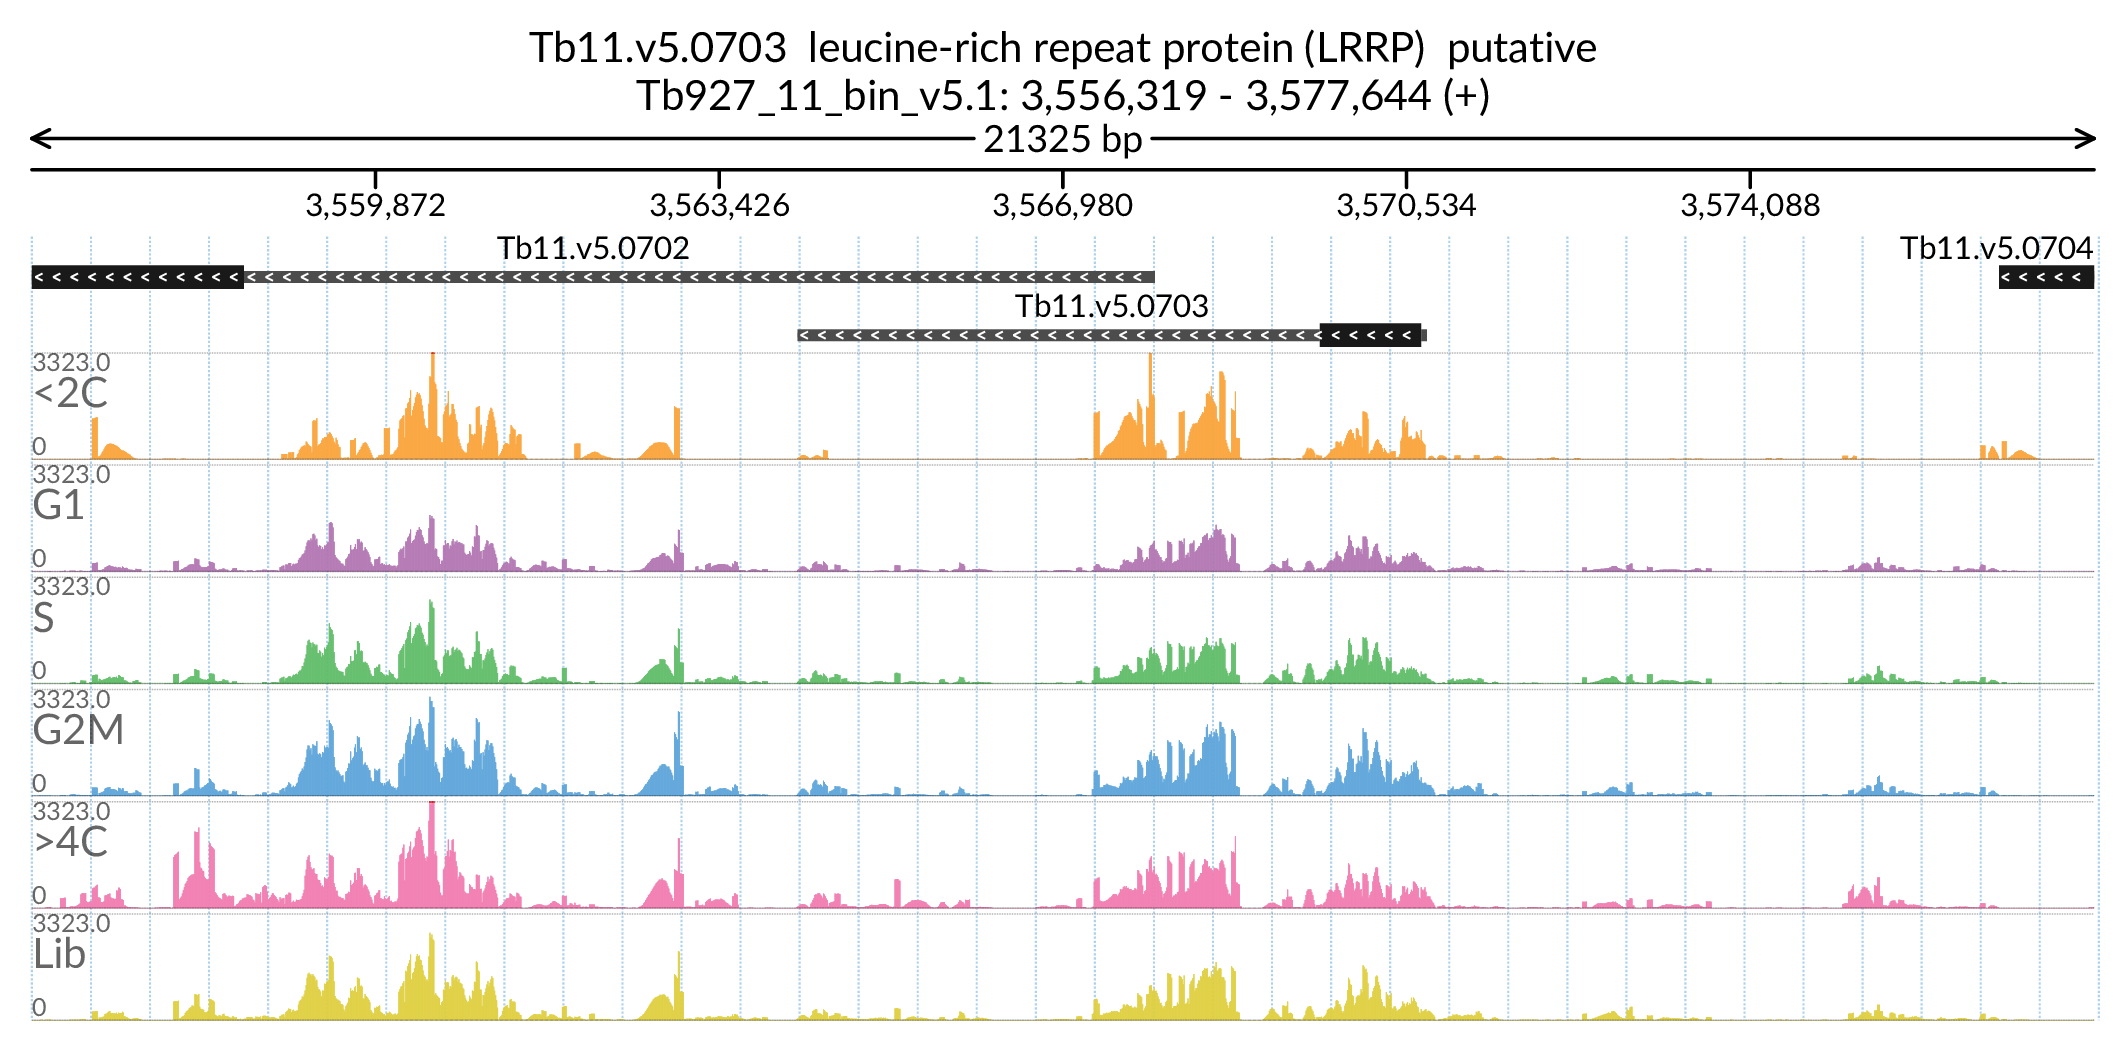 Tb11.v5.0703 leucine-rich repeat protein (LRRP) putative
Tb927_11_bin_v5.1: 3,556,319 - 3,577,644 (+)
21325 bp
3,559,872 3,563,426 3,566,980 3,570,534 3,574,088
Tb11.v5.0702 Tb11.v5.0704
Tb11.v5.0703
3323.0
<2C
0
3323.0
G1
0
3323.0
S
0
3323.0
G2M
0
3323.0
>4C
0
3323.0
Lib
0